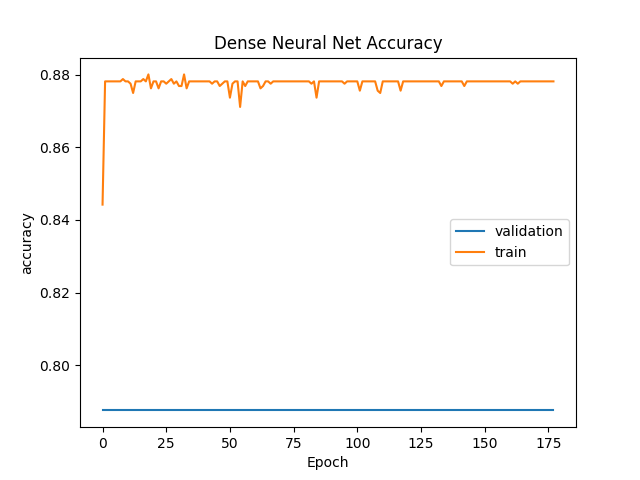 Dense Neural Net Accuracy
0.88
0.86
0.84
0.82
0.80
accuracy
validation
train
0 25 50 75 100 125 150 175
Epoch